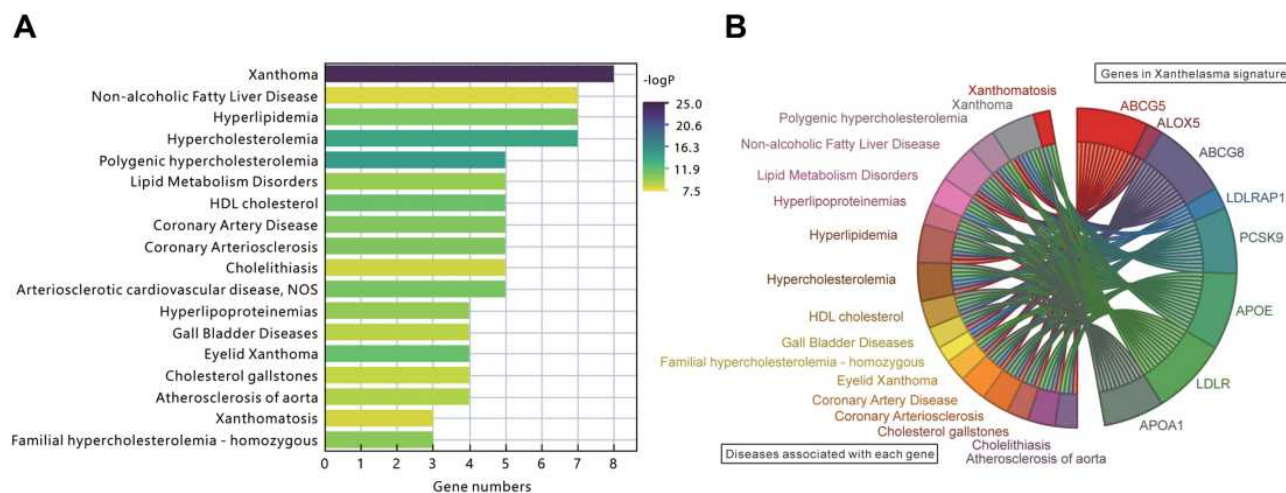 A
Xanthoma
Non-alcoholic Fatty Liver Disease
Hyperlipidemia
Hypercholesterolemia
Polygenic hypercholesterolemia
Lipid Metabolism Disorders
HDL cholesterol
Coronary Artery Disease
Coronary Arteriosclerosis
Cholelithiasis
Arteriosclerotic cardiovascular disease, NOS
Hyperlipoproteinemias
Gall Bladder Diseases
Eyelid Xanthoma
Cholesterol gallstones
Atherosclerosis of aorta
Xanthomatosis
Familial hypercholesterolemia - homozygous
0 1 2 3 4 5 6 7 8
Gene numbers
-logP
25.0
20.6
16.3
11.9
7.5
B
Genes in Xanthelasma signature
Xanthomatosis
Xanthoma
Polygenic hypercholesterolemia
Non-alcoholic Fatty Liver Disease
Lipid Metabolism Disorders
Hyperlipoproteinemias
Hyperlipidemia
Hypercholesterolemia
HDL cholesterol
Gall Bladder Diseases
Familial hypercholesterolemia - homozygous
Eyelid Xanthoma
Coronary Artery Disease
Coronary Arteriosclerosis
Cholesterol gallstones
Cholelithiasis
Atherosclerosis of aorta
ABCG5
ALOX5
ABCG8
LDLRAP1
PCSK9
APOE
LDLR
APOA1
Diseases associated with each gene